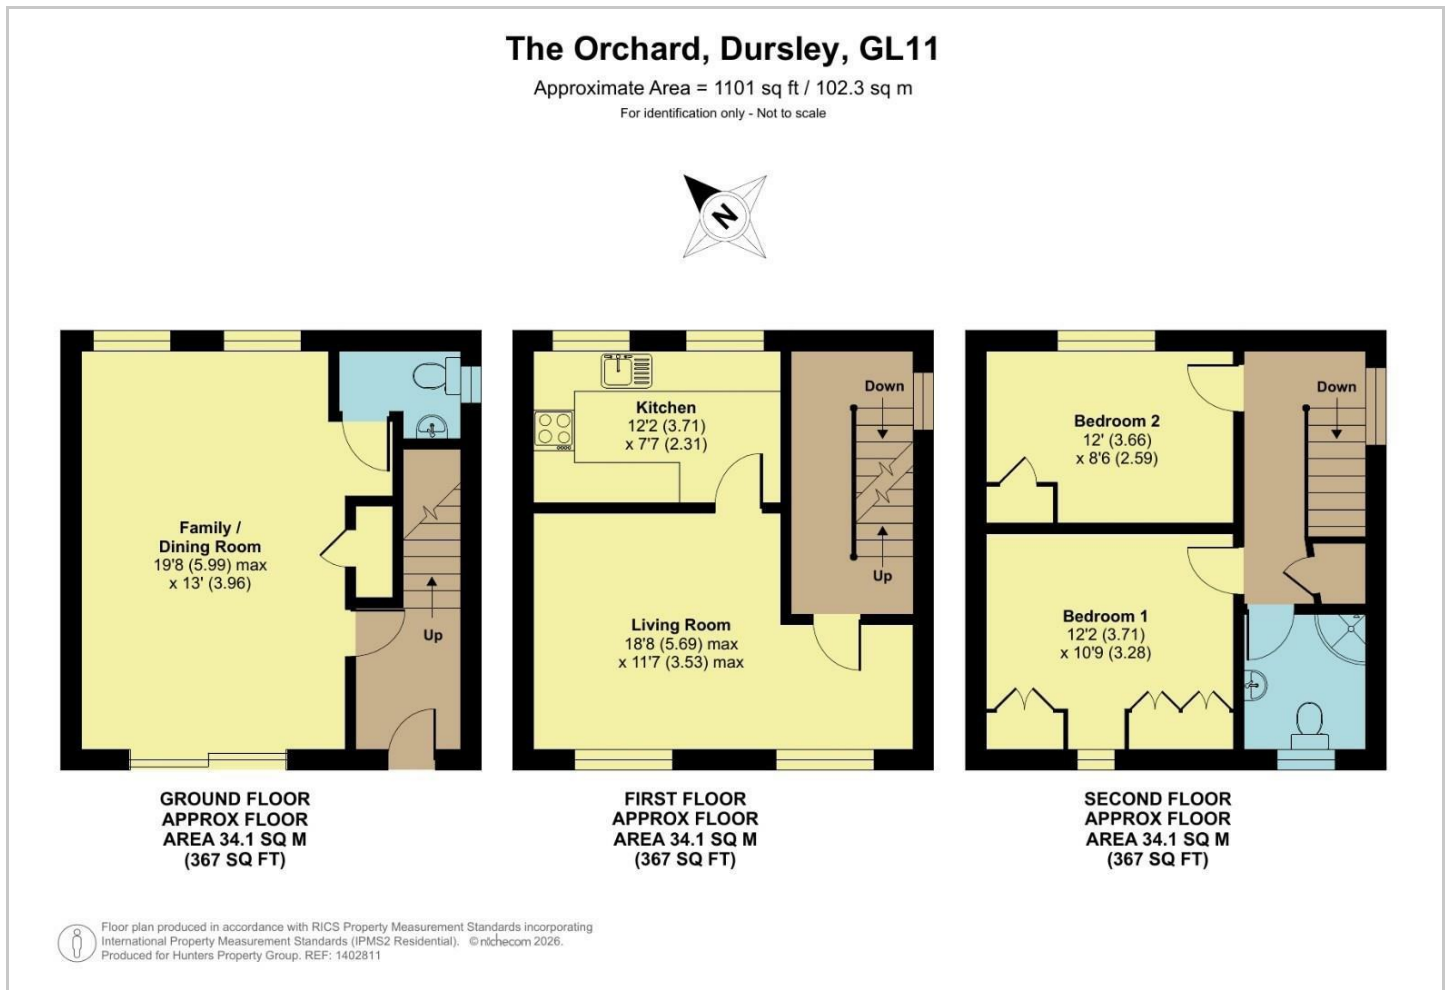 The Orchard, Dursley, GL11
Approximate Area = 1101 sq ft / 102.3 sq m
For identification only - Not to scale
N
Family /
Dining Room
19'8 (5.99) max
x 13' (3.96)
Up
GROUND FLOOR
APPROX FLOOR
AREA 34.1 SQ M
(367 SQ FT)
Kitchen
12'2 (3.71)
x 7'7 (2.31)
Down
Up
Living Room
18'8 (5.69) max
x 11'7 (3.53) max
FIRST FLOOR
APPROX FLOOR
AREA 34.1 SQ M
(367 SQ FT)
Bedroom 2
12' (3.66)
x 8'6 (2.59)
Down
Bedroom 1
12'2 (3.71)
x 10'9 (3.28)
SECOND FLOOR
APPROX FLOOR
AREA 34.1 SQ M
(367 SQ FT)
Floor plan produced in accordance with RICS Property Measurement Standards incorporating
International Property Measurement Standards (IPMS2 Residential). © nichecom 2026.
Produced for Hunters Property Group. REF: 1402811